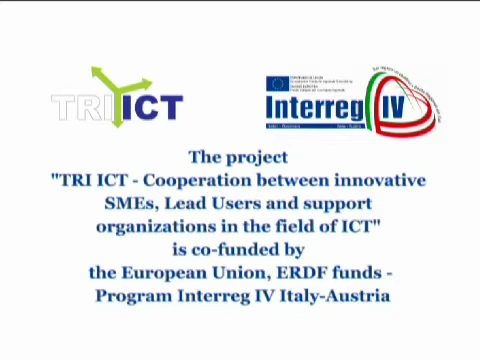 TRI ICT
Interreg IV
The project
"TRI ICT - Cooperation between innovative
SMEs, Lead Users and support
organizations in the field of ICT"
is co-funded by
the European Union, ERDF funds -
Program Interreg IV Italy-Austria